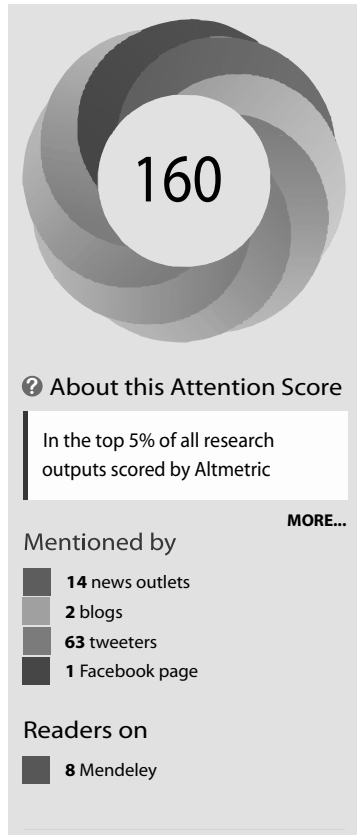 160
? About this Attention Score
In the top 5% of all research
outputs scored by Altmetric
MORE...
Mentioned by
14 news outlets
2 blogs
63 tweeters
1 Facebook page
Readers on
8 Mendeley